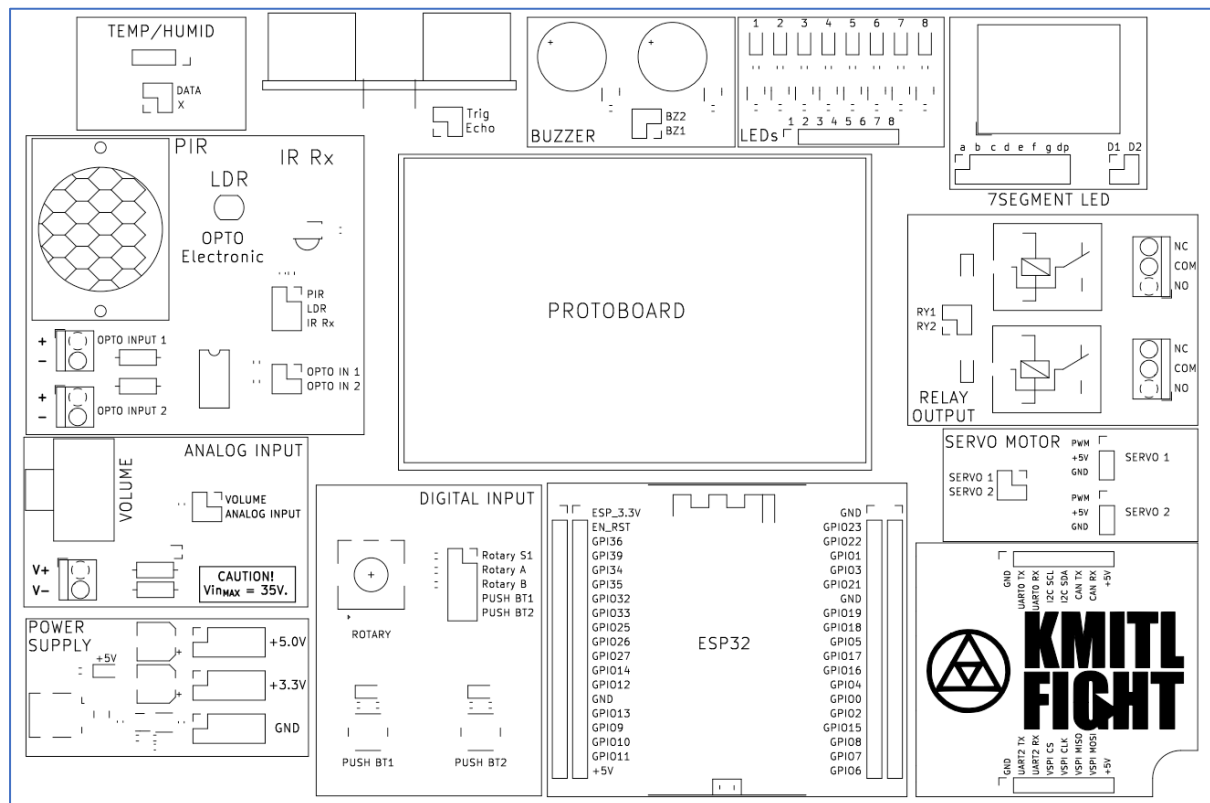 TEMP/HUMID
DATA
X
Trig
Echo
+
+
BZ2
BZ1
BUZZER
1 2 3 4 5 6 7 8
1 2 3 4 5 6 7 8
LEDs
a b c d e f g dp
D1 D2
7SEGMENT LED
PIR
IR Rx
LDR
OPTO
Electronic
PIR
LDR
IR Rx
+
-
OPTO INPUT 1
OPTO IN 1
OPTO IN 2
+
-
OPTO INPUT 2
PROTOBOARD
NC
COM
NO
RY1
RY2
NC
COM
NO
RELAY
OUTPUT
ANALOG INPUT
VOLUME
VOLUME
ANALOG INPUT
V+
V-
CAUTION!
VinMAX = 35V.
SERVO MOTOR
PWM
+5V
GND
SERVO 1
SERVO 1
SERVO 2
PWM
+5V
GND
SERVO 2
POWER
SUPPLY
+5V
+
+
+5.0V
+3.3V
GND
DIGITAL INPUT
Rotary S1
Rotary A
Rotary B
PUSH BT1
PUSH BT2
ROTARY
PUSH BT1
PUSH BT2
ESP_3.3V
EN_RST
GPI36
GPI39
GPI34
GPI35
GPIO32
GPIO33
GPIO25
GPIO26
GPIO27
GPIO14
GPIO12
GND
GPIO13
GPIO9
GPIO10
GPIO11
+5V
ESP32
GND
GPIO23
GPIO22
GPIO1
GPIO3
GPIO21
GND
GPIO19
GPIO18
GPIO5
GPIO17
GPIO16
GPIO4
GPIO0
GPIO2
GPIO15
GPIO8
GPIO7
GPIO6
GND
UART0 TX
UART0 RX
I2C SCL
I2C SDA
CAN TX
CAN RX
+5V
KMITL
FIGHT
GND
UART2 TX
UART2 RX
VSPI CS
VSPI CLK
VSPI MISO
VSPI MOSI
+5V